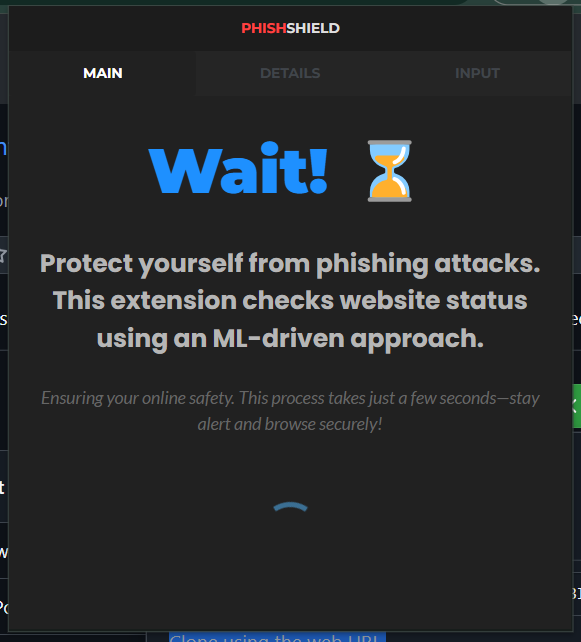 PHISHSHIELD
MAIN DETAILS INPUT
Wait!
Protect yourself from phishing attacks.
This extension checks website status
using an ML-driven approach.
Ensuring your online safety. This process takes just a few seconds—stay
alert and browse securely!
Clone using the web URL